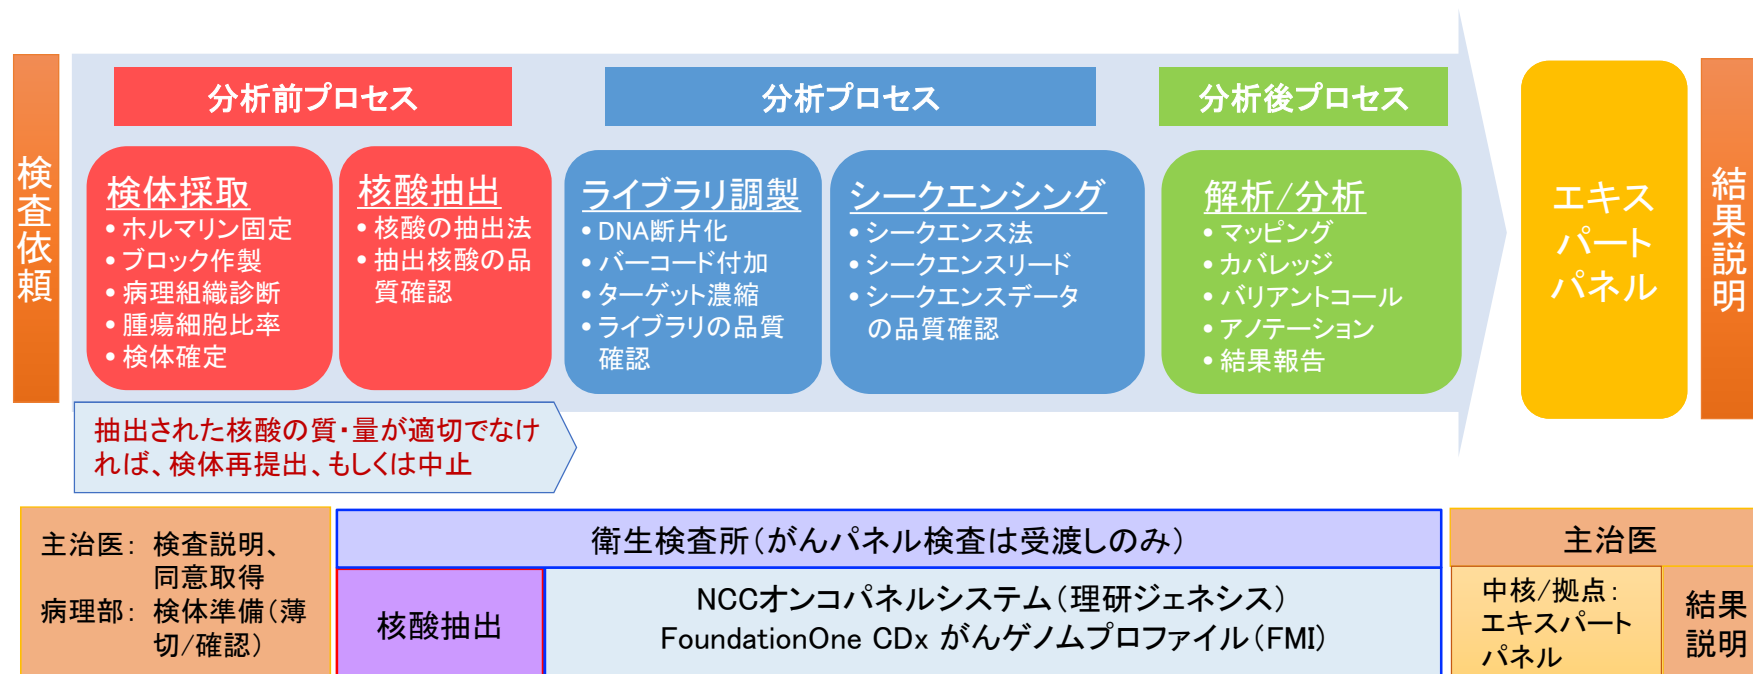 検査依頼
分析前プロセス
検体採取
•ホルマリン固定
•ブロック作製
•病理組織診断
•腫瘍細胞比率
•検体確定
核酸抽出
•核酸の抽出法
•抽出核酸の品
質確認
分析プロセス
ライブラリ調製
•DNA断片化
•バーコード付加
•ターゲット濃縮
•ライブラリの品質
確認
シークエンシング
•シークエンス法
•シークエンスリード
•シークエンスデータ
の品質確認
分析後プロセス
解析/分析
•マッピング
•カバレッジ
•バリアントコール
•アノテーション
•結果報告
エキス
パート
パネル
結果説明
抽出された核酸の質・量が適切でなけ
れば、検体再提出、もしくは中止
主治医： 検査説明、
同意取得
病理部： 検体準備（薄
切/確認）
衛生検査所（がんパネル検査は受渡しのみ）
核酸抽出
NCCオンコパネルシステム（理研ジェネシス）
FoundationOne CDx がんゲノムプロファイル（FMI）
主治医
中核/拠点：
エキスパート
パネル
結果
説明